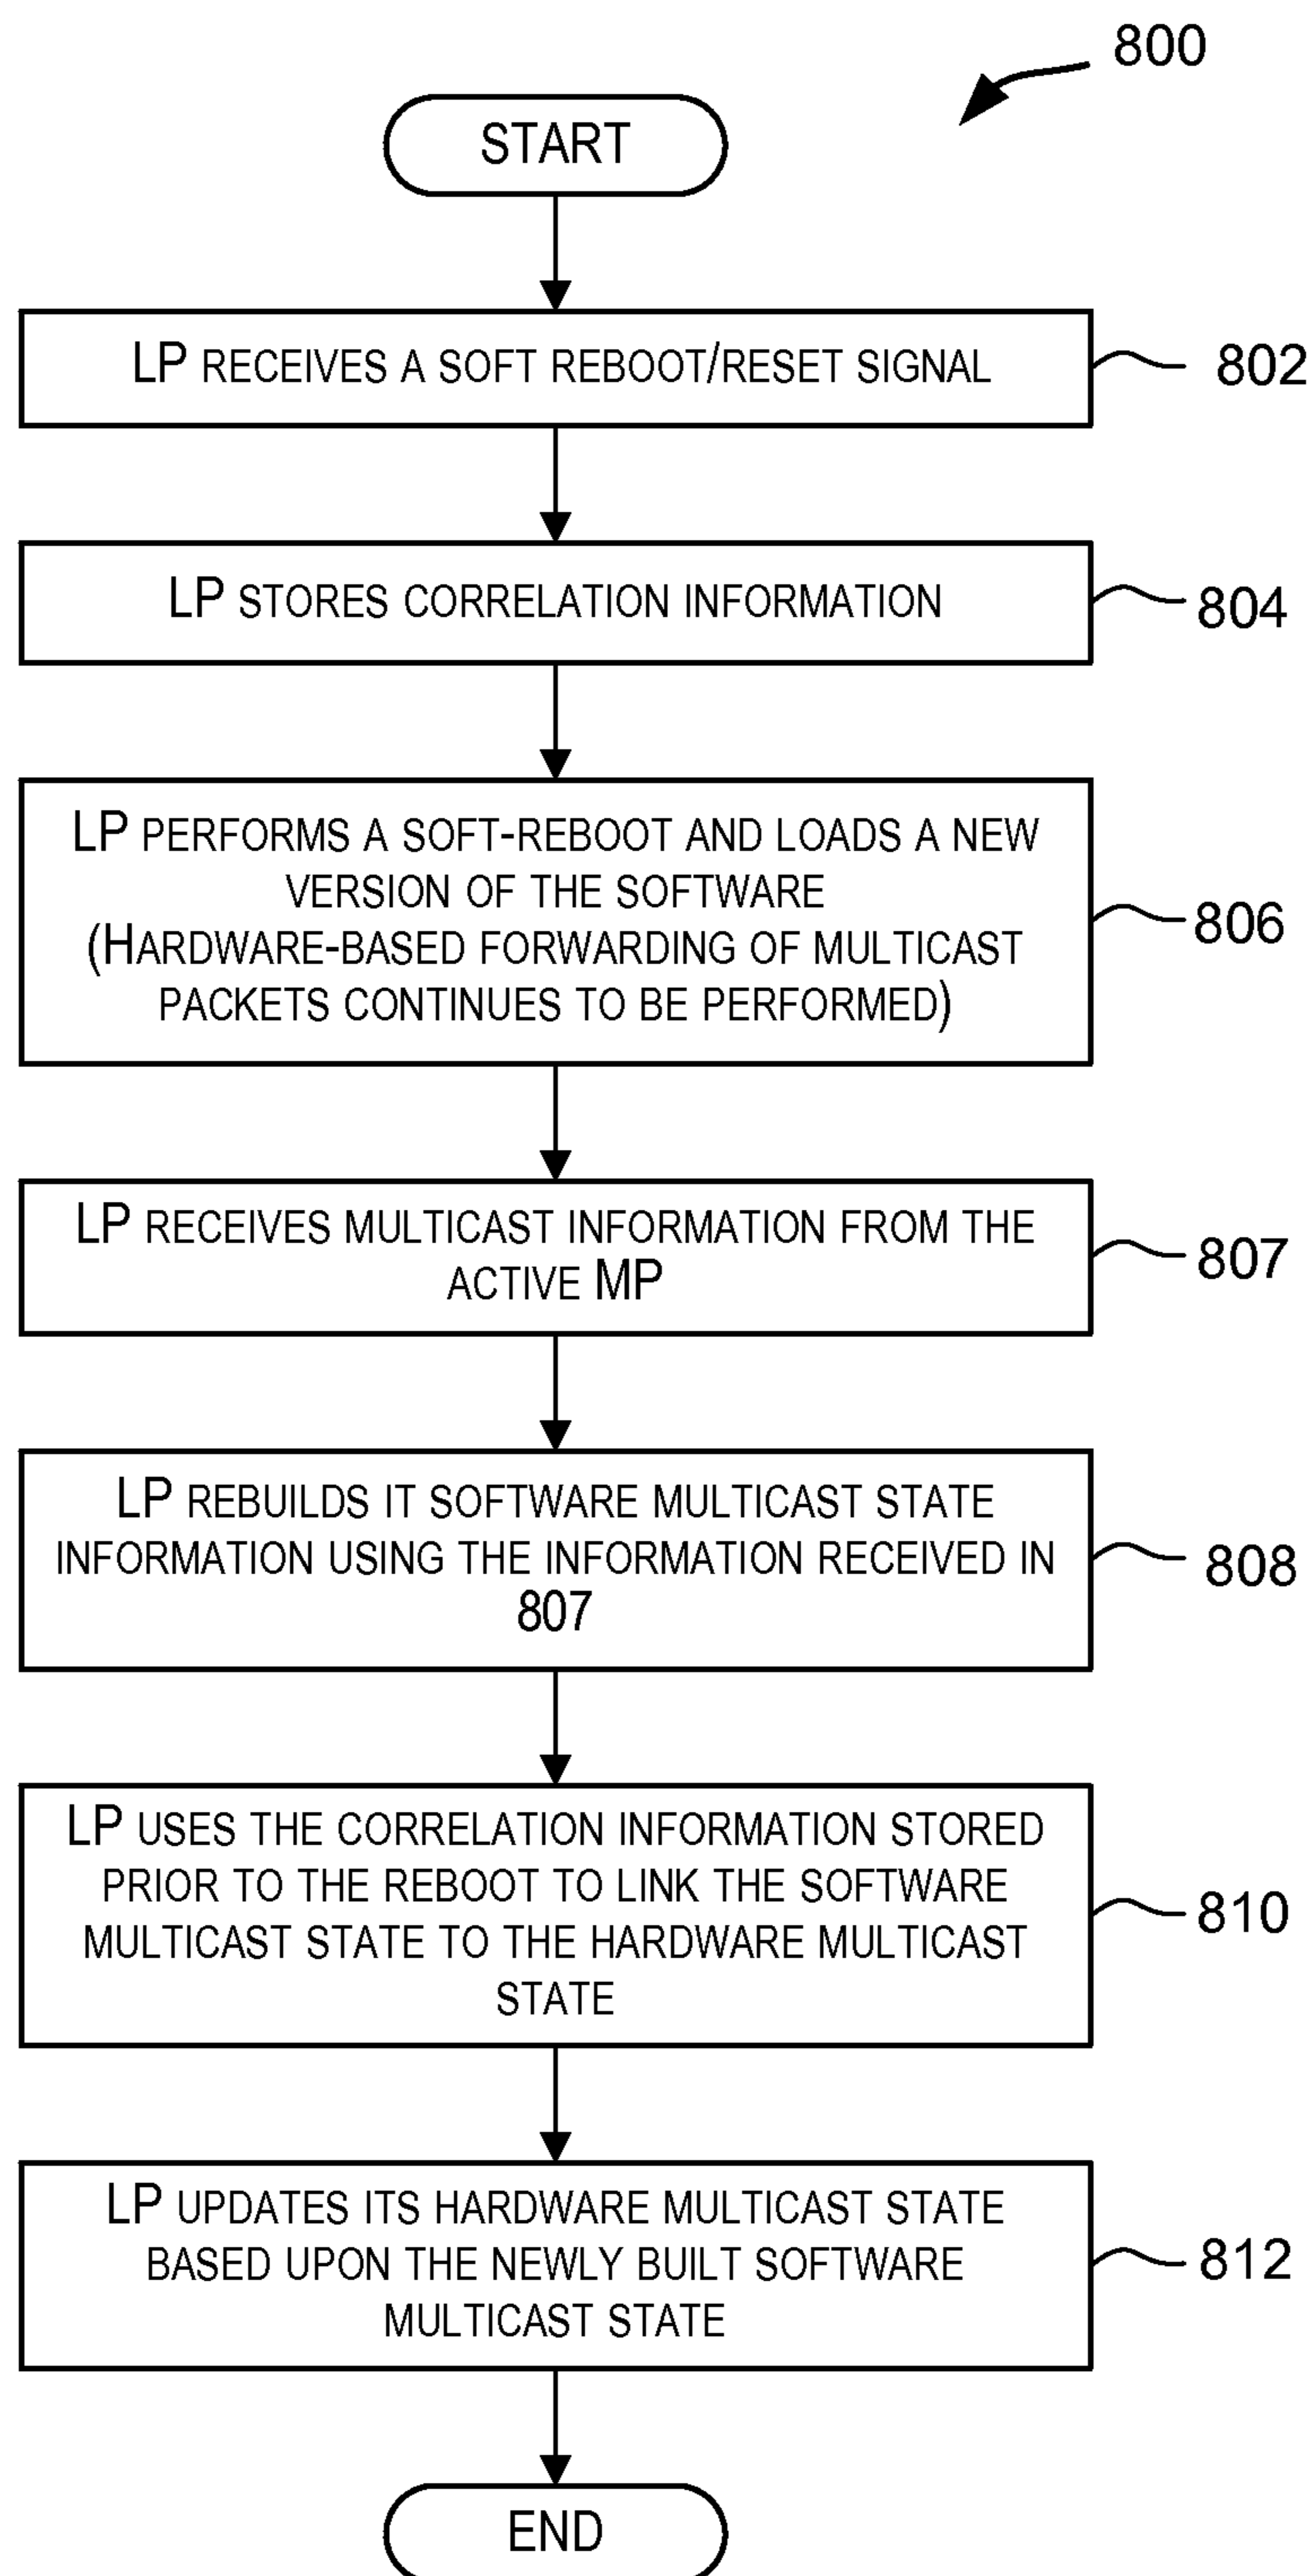 800
START
LP RECEIVES A SOFT REBOOT/RESET SIGNAL
802
LP STORES CORRELATION INFORMATION
804
LP PERFORMS A SOFT-REBOOT AND LOADS A NEW
VERSION OF THE SOFTWARE
(HARDWARE-BASED FORWARDING OF MULTICAST
PACKETS CONTINUES TO BE PERFORMED)
806
LP RECEIVES MULTICAST INFORMATION FROM THE
ACTIVE MP
807
LP REBUILDS IT SOFTWARE MULTICAST STATE
INFORMATION USING THE INFORMATION RECEIVED IN
807
808
LP USES THE CORRELATION INFORMATION STORED
PRIOR TO THE REBOOT TO LINK THE SOFTWARE
MULTICAST STATE TO THE HARDWARE MULTICAST
STATE
810
LP UPDATES ITS HARDWARE MULTICAST STATE
BASED UPON THE NEWLY BUILT SOFTWARE
MULTICAST STATE
812
END